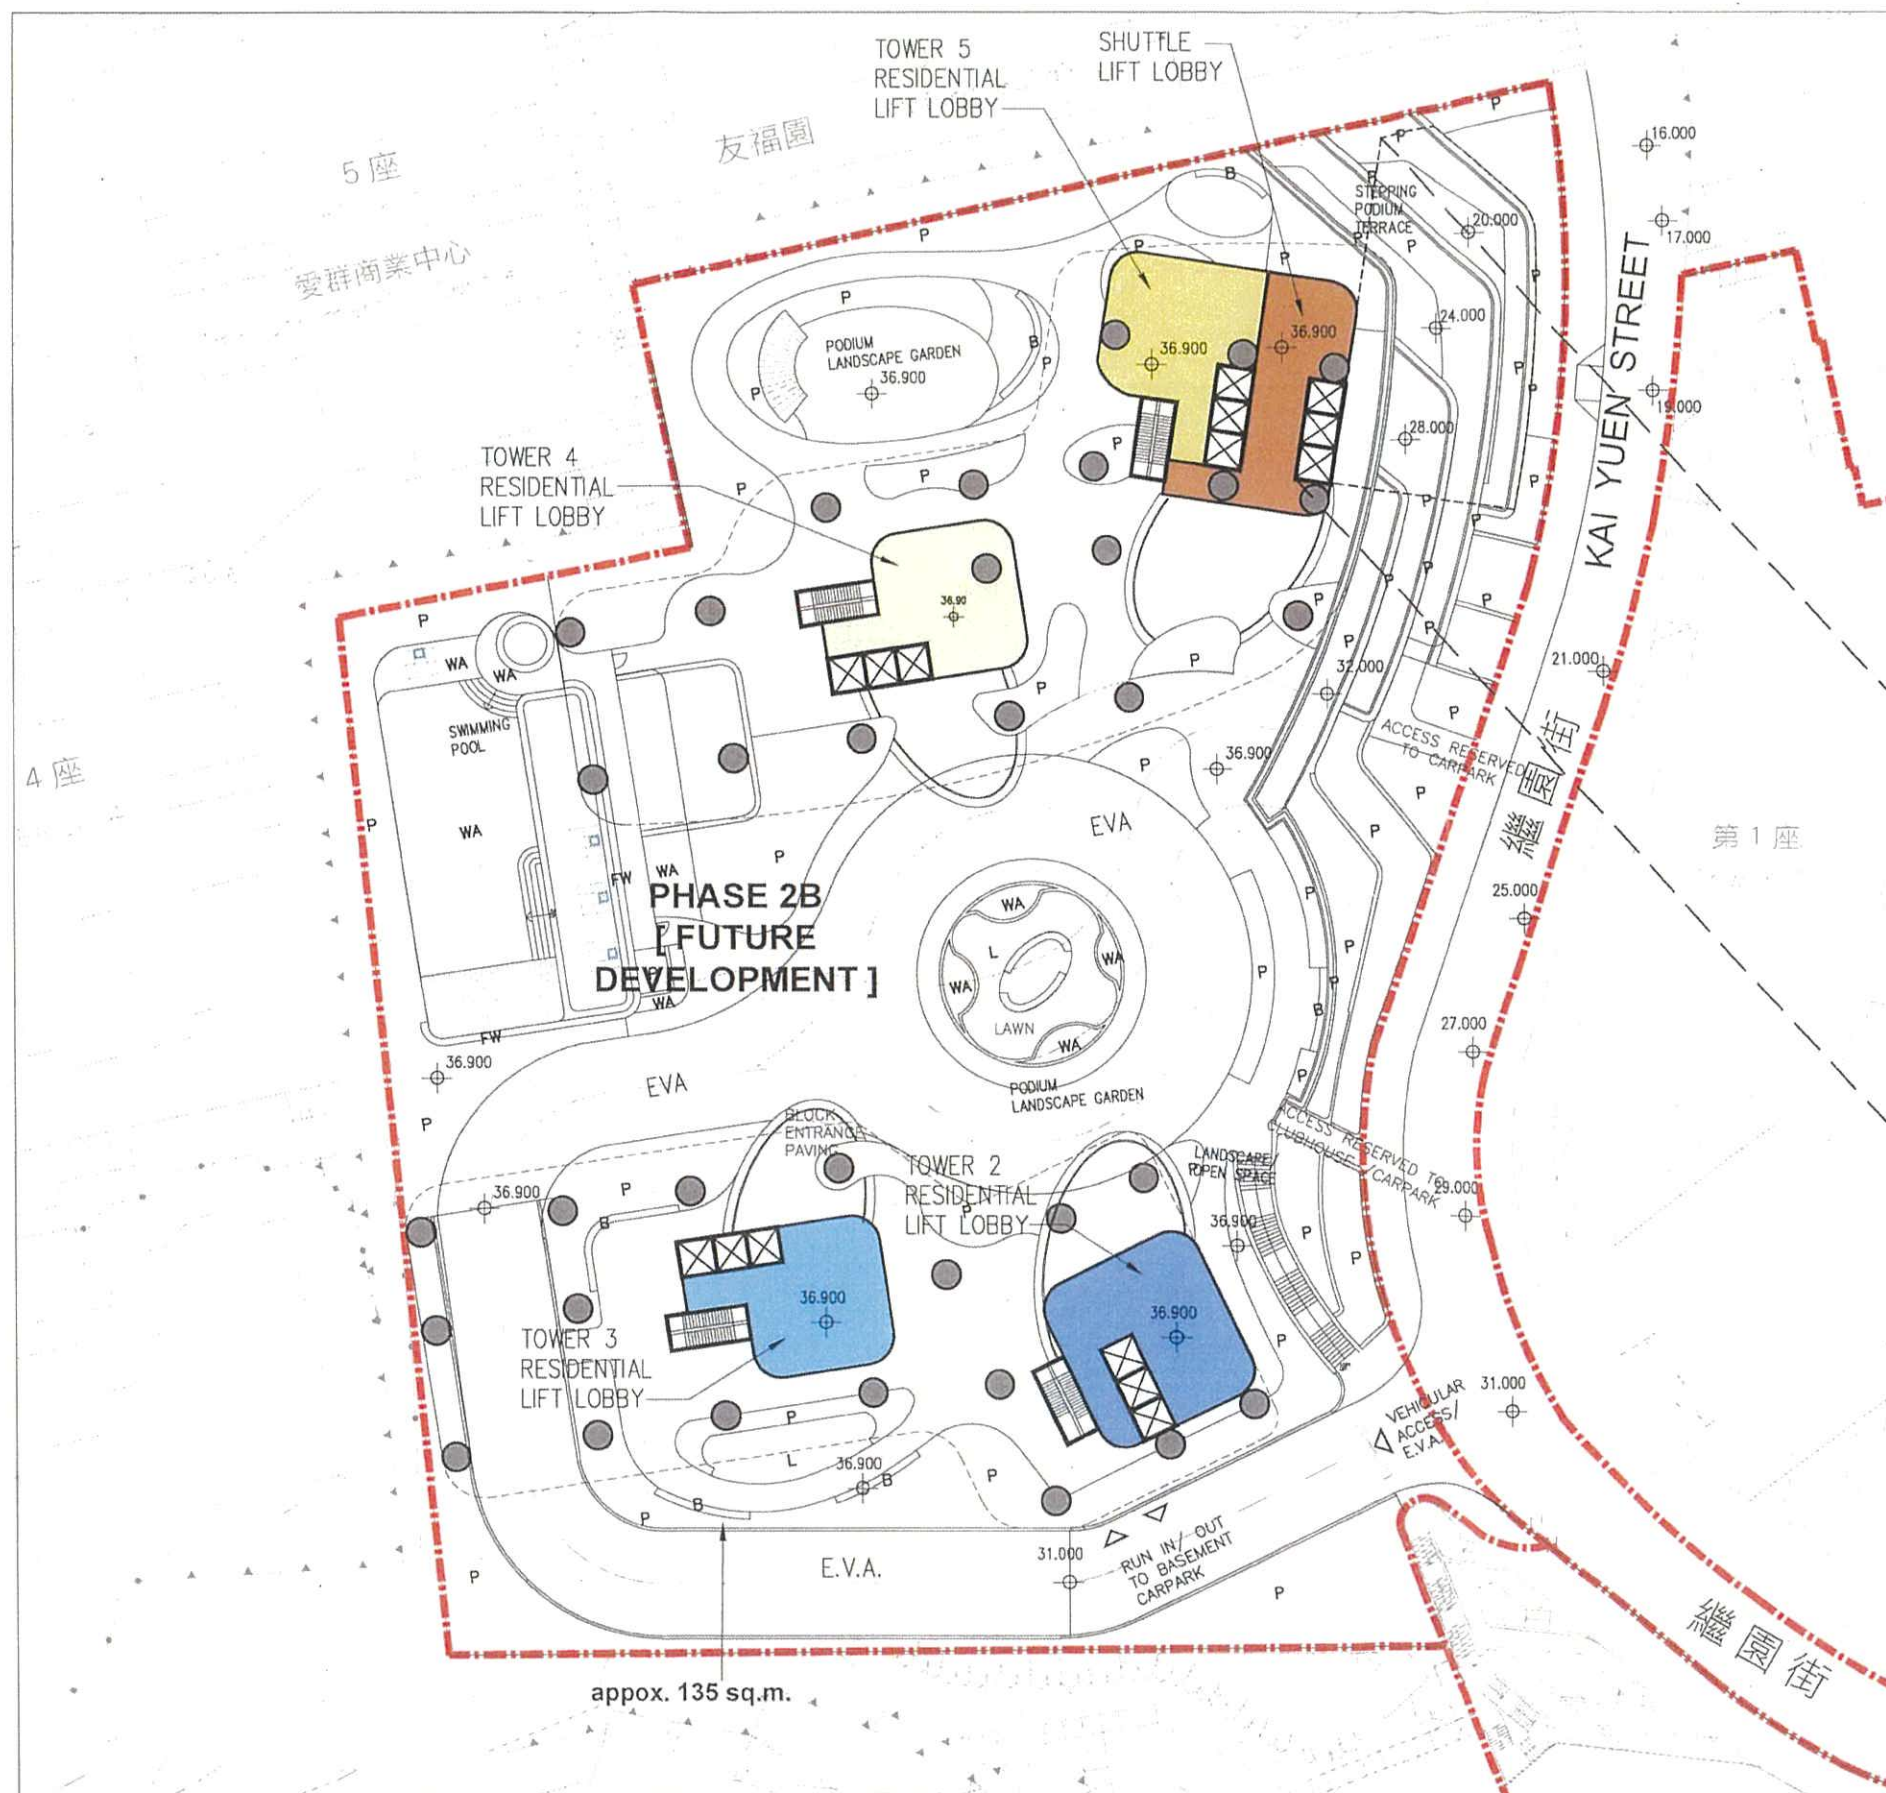 TOWER 5
RESIDENTIAL
LIFT LOBBY
SHUTTLE
LIFT LOBBY
5座
友福園
愛群商業中心
P
16.000
17.000
B
P
STEPPING
PODIUM
TERRACE
P
20.000
P
P
P
P
P
P
P
KAI YUEN STREET
24.000
P
PODIUM
LANDSCAPE GARDEN
36.900
B
P
P
36.900
36.900
P
P
19.000
28.000
TOWER 4
RESIDENTIAL
LIFT LOBBY
P
P
P
P
P
P
P
P
P
P
P
36.90
P
WA
WA
SWIMMING
POOL
P
P
P
32.000
21.000
P
ACCESS RESERVED
TO CARPARK
繼園街
4座
36.900
P
P
P
P
WA
EVA
第1座
P
FW
WA
PHASE 2B
[ FUTURE
DEVELOPMENT ]
P
WA
WA
L
WA
WA
LAWN
WA
P
P
P
P
B
25.000
FW
36.900
27.000
EVA
PODIUM
LANDSCAPE GARDEN
P
P
BLOCK
ENTRANCE
PAVING
ACCESS RESERVED TO
CLUBHOUSE /CARPARK
LANDSCAPE
OPEN SPACE
P
29.000
TOWER 2
RESIDENTIAL
LIFT LOBBY
36.900
P
B
P
36.900
P
P
36.900
36.900
TOWER 3
RESIDENTIAL
LIFT LOBBY
P
31.000
VEHICULAR
ACCESS/
E.V.A.
P
L
36.900
B
B
P
P
E.V.A.
31.000
RUN IN/ OUT
TO BASEMENT
CARPARK
P
P
繼園街
appox. 135 sq.m.